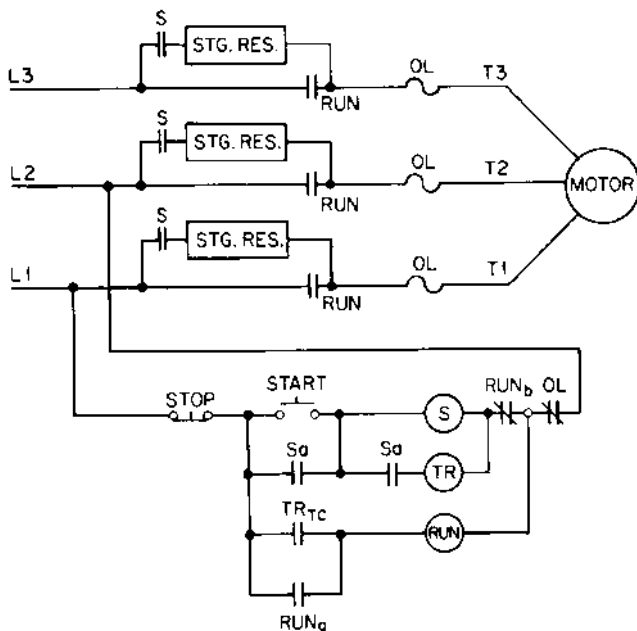 S
STG. RES.
L3
OL
T3
RUN
S
STG. RES.
L2
OL
T2
MOTOR
RUN
S
STG. RES.
L1
OL
T1
RUN
STOP
START
S
RUNb
OL
Sa
Sa
TR
TRTC
RUN
RUNa